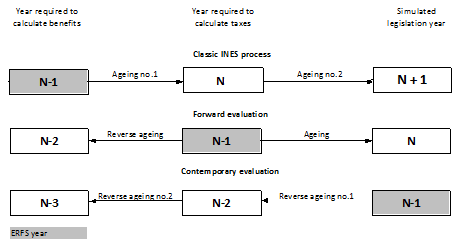 Year required to calculate benefits
Year required to calculate taxes
Simulated legislation year
Classic INES process
N-1
Ageing no.1
N
Ageing no.2
N + 1
Forward evaluation
N-2
Reverse ageing
N-1
Ageing
N
Contemporary evaluation
N-3
Reverse ageing no.2
N-2
Reverse ageing no.1
N-1
ERFS year